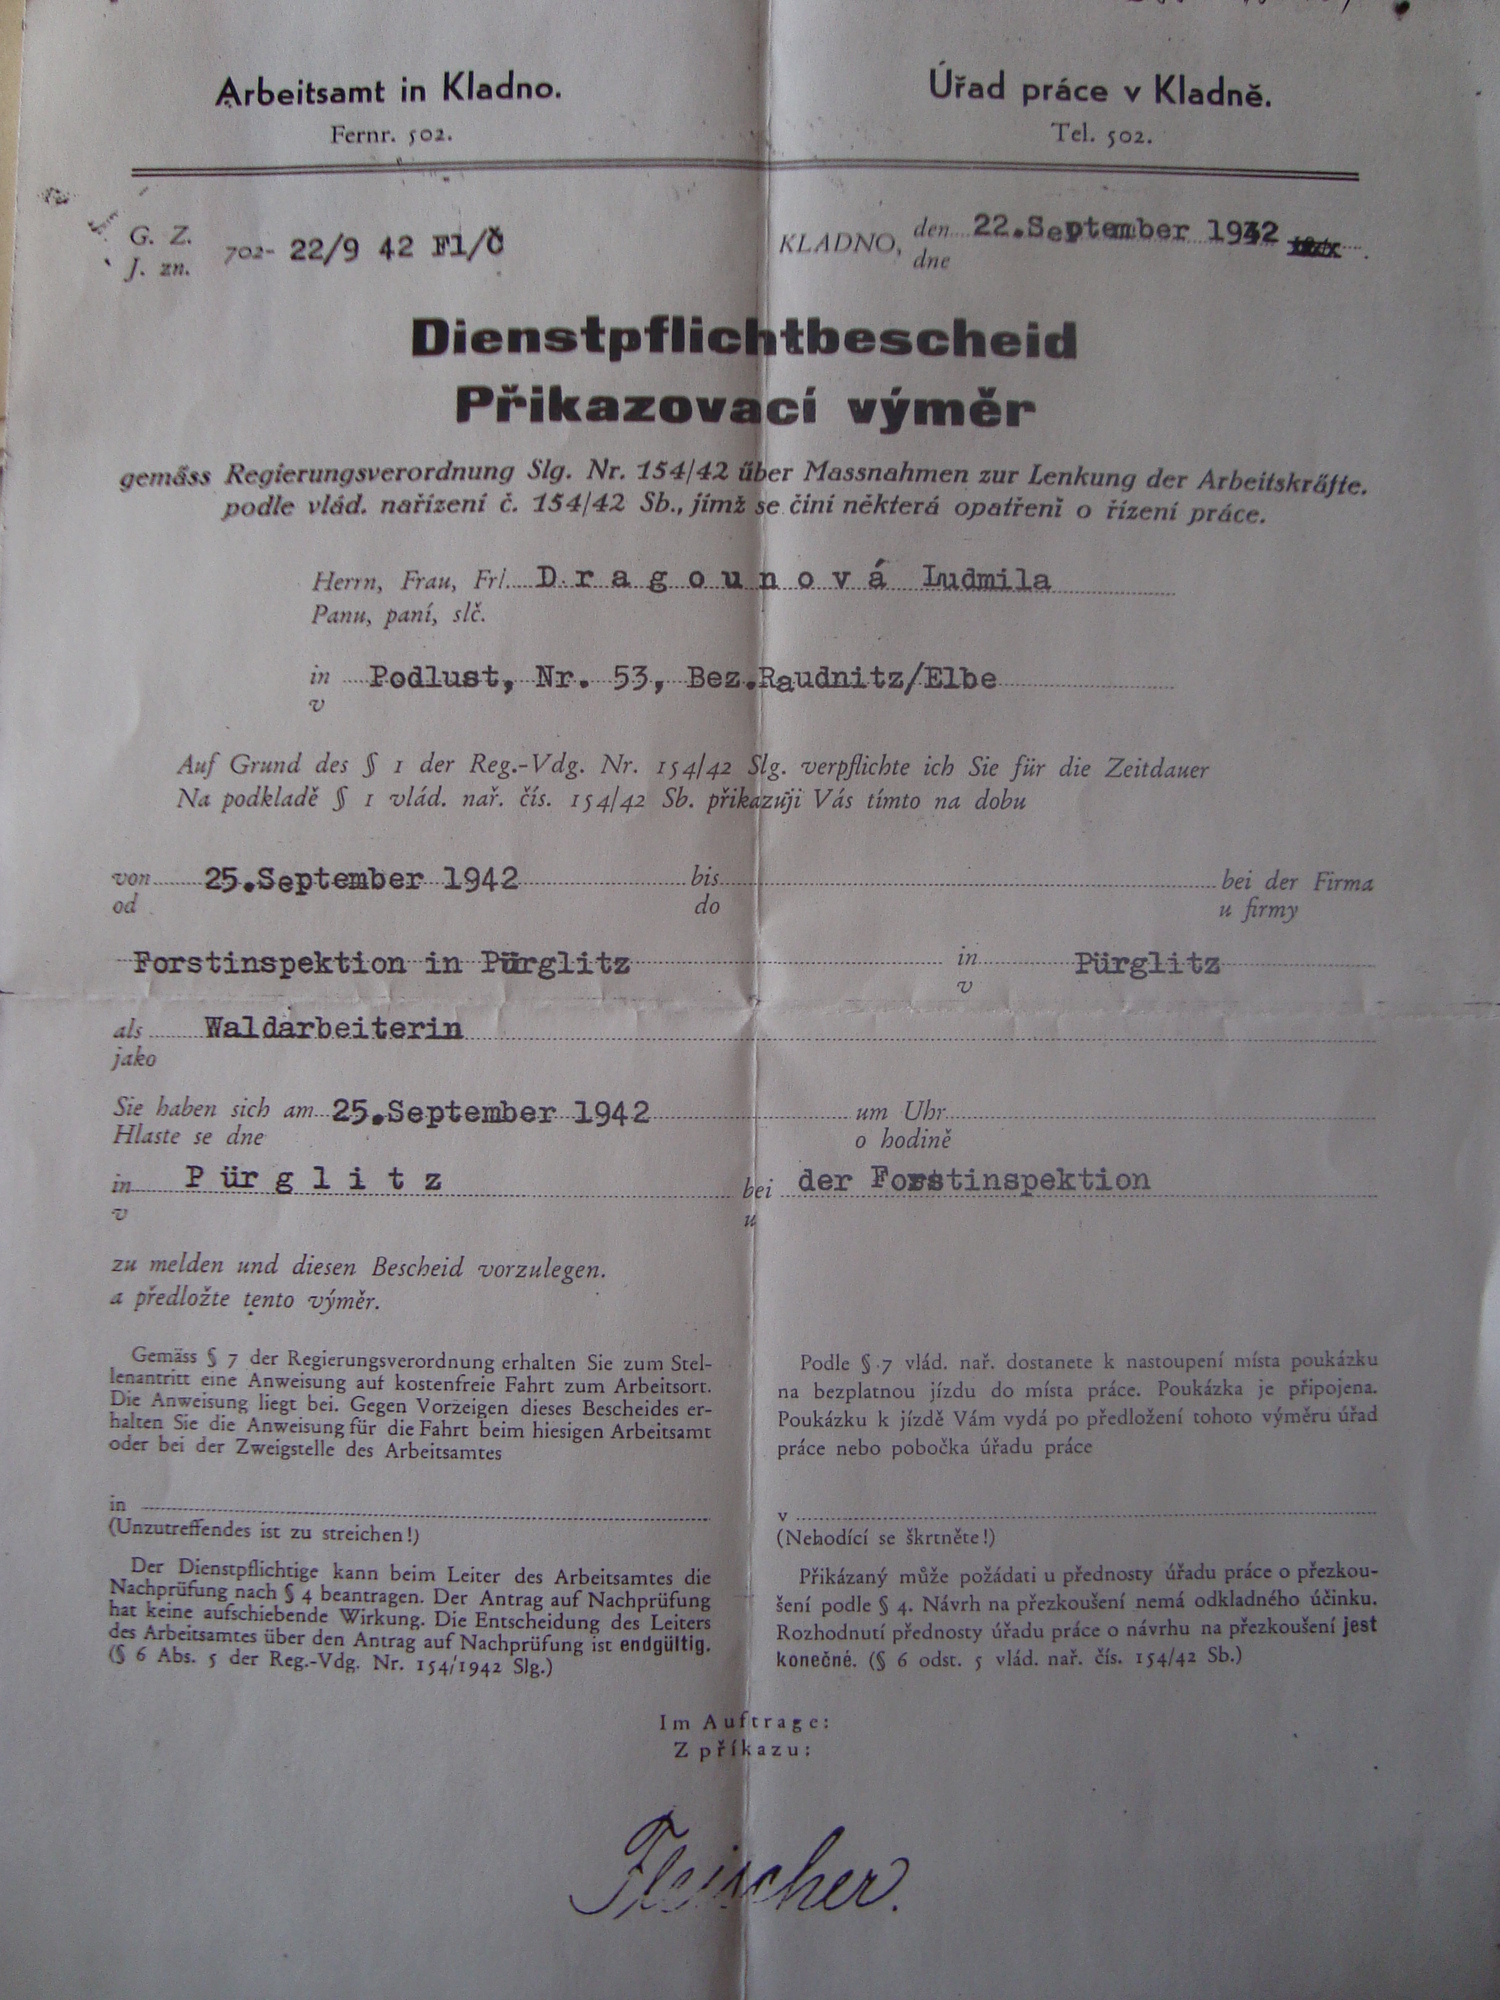 Arbeitsamt in Kladno.
Fernr. 502.
Úřad práce v Kladně.
Tel. 502.
G. Z.
J. zn.
702- 22/9 42 Fl/Č
KLADNO, den 22.September 1942
dne
Dienstpflichtbescheid
Přikazovací výměr
gemäss Regierungsverordnung Slg. Nr. 154/42 über Massnahmen zur Lenkung der Arbeitskräfte.
podle vlád. nařízení č. 154/42 Sb., jímž se činí některá opatření o řízení práce.
Herrn, Frau, Frl. Dragounová Ludmila
Panu, paní, slč.
in Podlust, Nr. 53, Bez.Raudnitz/Elbe
v
Auf Grund des § 1 der Reg.-Vdg. Nr. 154/42 Slg. verpflichte ich Sie für die Zeitdauer
Na podkladě § 1 vlád. nař. čís. 154/42 Sb. přikazuji Vás tímto na dobu
von 25.September 1942 bis bei der Firma
od do u firmy
Forstinspektion in Pürglitz in Pürglitz
v
als Waldarbeiterin
jako
Sie haben sich am 25.September 1942 um Uhr
Hlaste se dne o hodině
in Pürglitz bei der Forstinspektion
v u
zu melden und diesen Bescheid vorzulegen.
a předložte tento výměr.
Gemäss § 7 der Regierungsverordnung erhalten Sie zum Stel-
lenantritt eine Anweisung auf kostenfreie Fahrt zum Arbeitsort.
Die Anweisung liegt bei. Gegen Vorzeigen dieses Bescheides er-
halten Sie die Anweisung für die Fahrt beim hiesigen Arbeitsamt
oder bei der Zweigstelle des Arbeitsamtes
in
(Unzutreffendes ist zu streichen!)
Der Dienstpflichtige kann beim Leiter des Arbeitsamtes die
Nachprüfung nach § 4 beantragen. Der Antrag auf Nachprüfung
hat keine aufschiebende Wirkung. Die Entscheidung des Leiters
des Arbeitsamtes über den Antrag auf Nachprüfung ist endgültig.
(§ 6 Abs. 5 der Reg.-Vdg. Nr. 154/1942 Slg.)
Podle § 7 vlád. nař. dostanete k nastoupení místa poukázku
na bezplatnou jízdu do místa práce. Poukázka je připojena.
Poukázku k jízdě Vám vydá po předložení tohoto výměru úřad
práce nebo pobočka úřadu práce
v
(Nehodící se škrtněte!)
Přikázaný může požádati u přednosty úřadu práce o přezkou-
šení podle § 4. Návrh na přezkoušení nemá odkladného účinku.
Rozhodnutí přednosty úřadu práce o návrhu na přezkoušení jest
konečné. (§ 6 odst. 5 vlád. nař. čís. 154/42 Sb.)
Im Auftrage:
Z příkazu:
Fleischer.